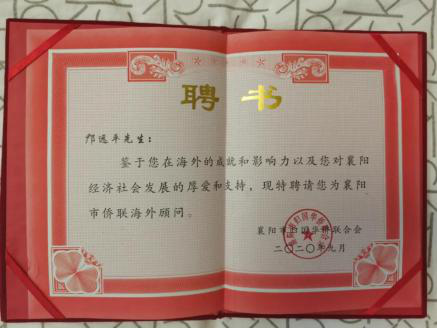 聘书
邝远平先生：
鉴于您在海外的成就和影响力以及您对襄阳
经济社会发展的厚爱和支持，现特聘请您为襄阳
市侨联海外顾问。
襄阳市归国华侨联合会
二〇二〇年九月